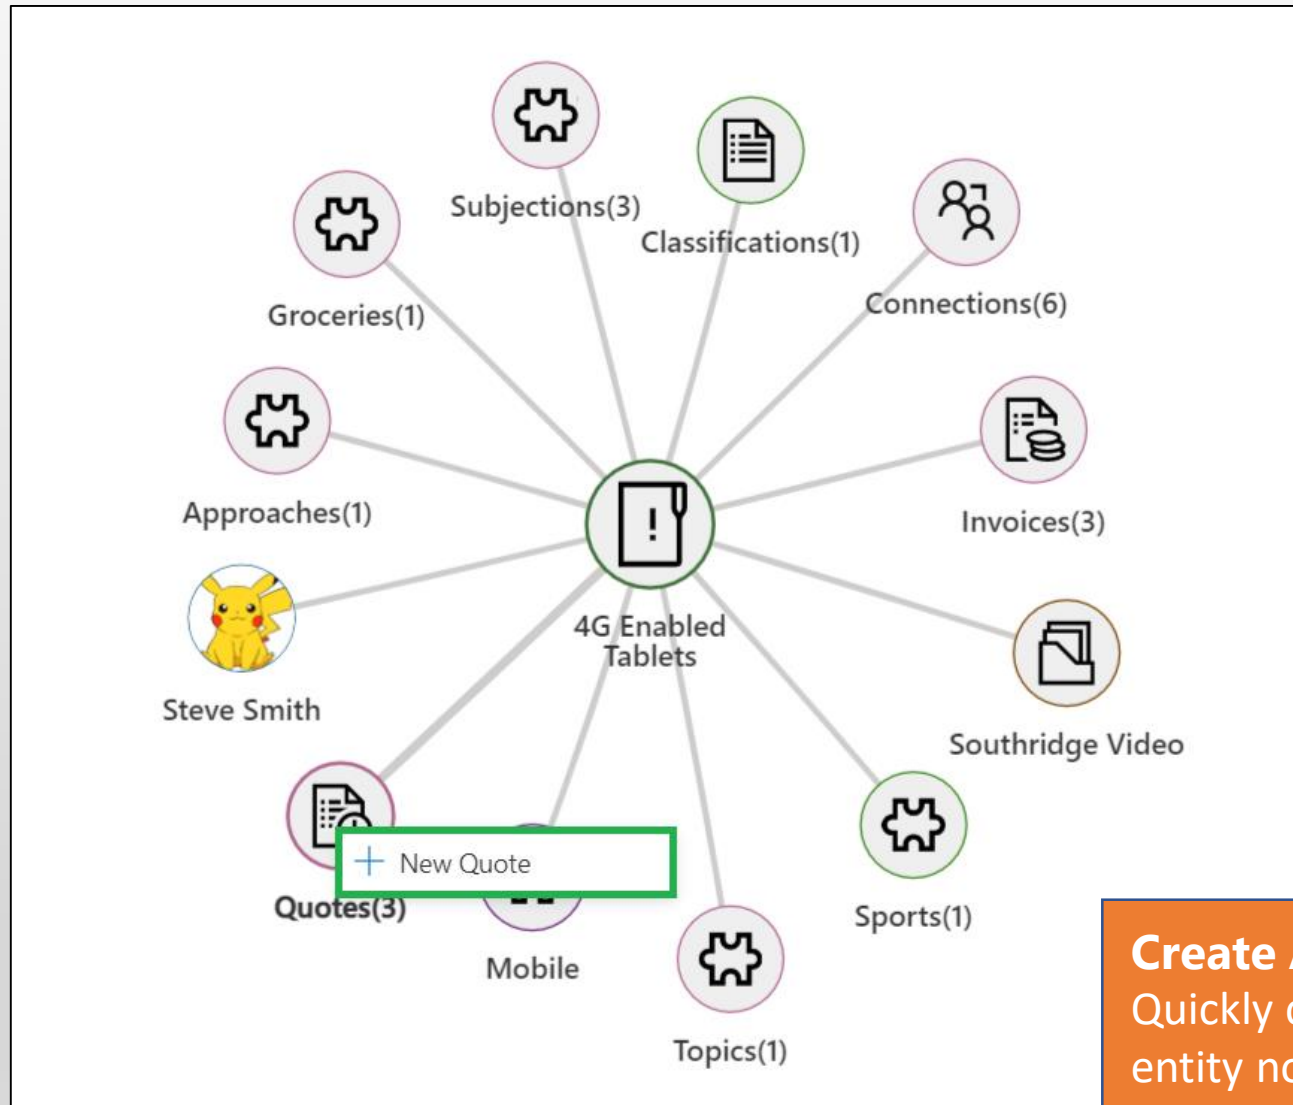 Subjections(3)
Classifications(1)
Connections(6)
Groceries(1)
Approaches(1)
Invoices(3)
4G Enabled
Tablets
Steve Smith
Southridge Video
New Quote
Quotes(3)
Sports(1)
Mobile
Topics(1)
Create
Quickly
entity